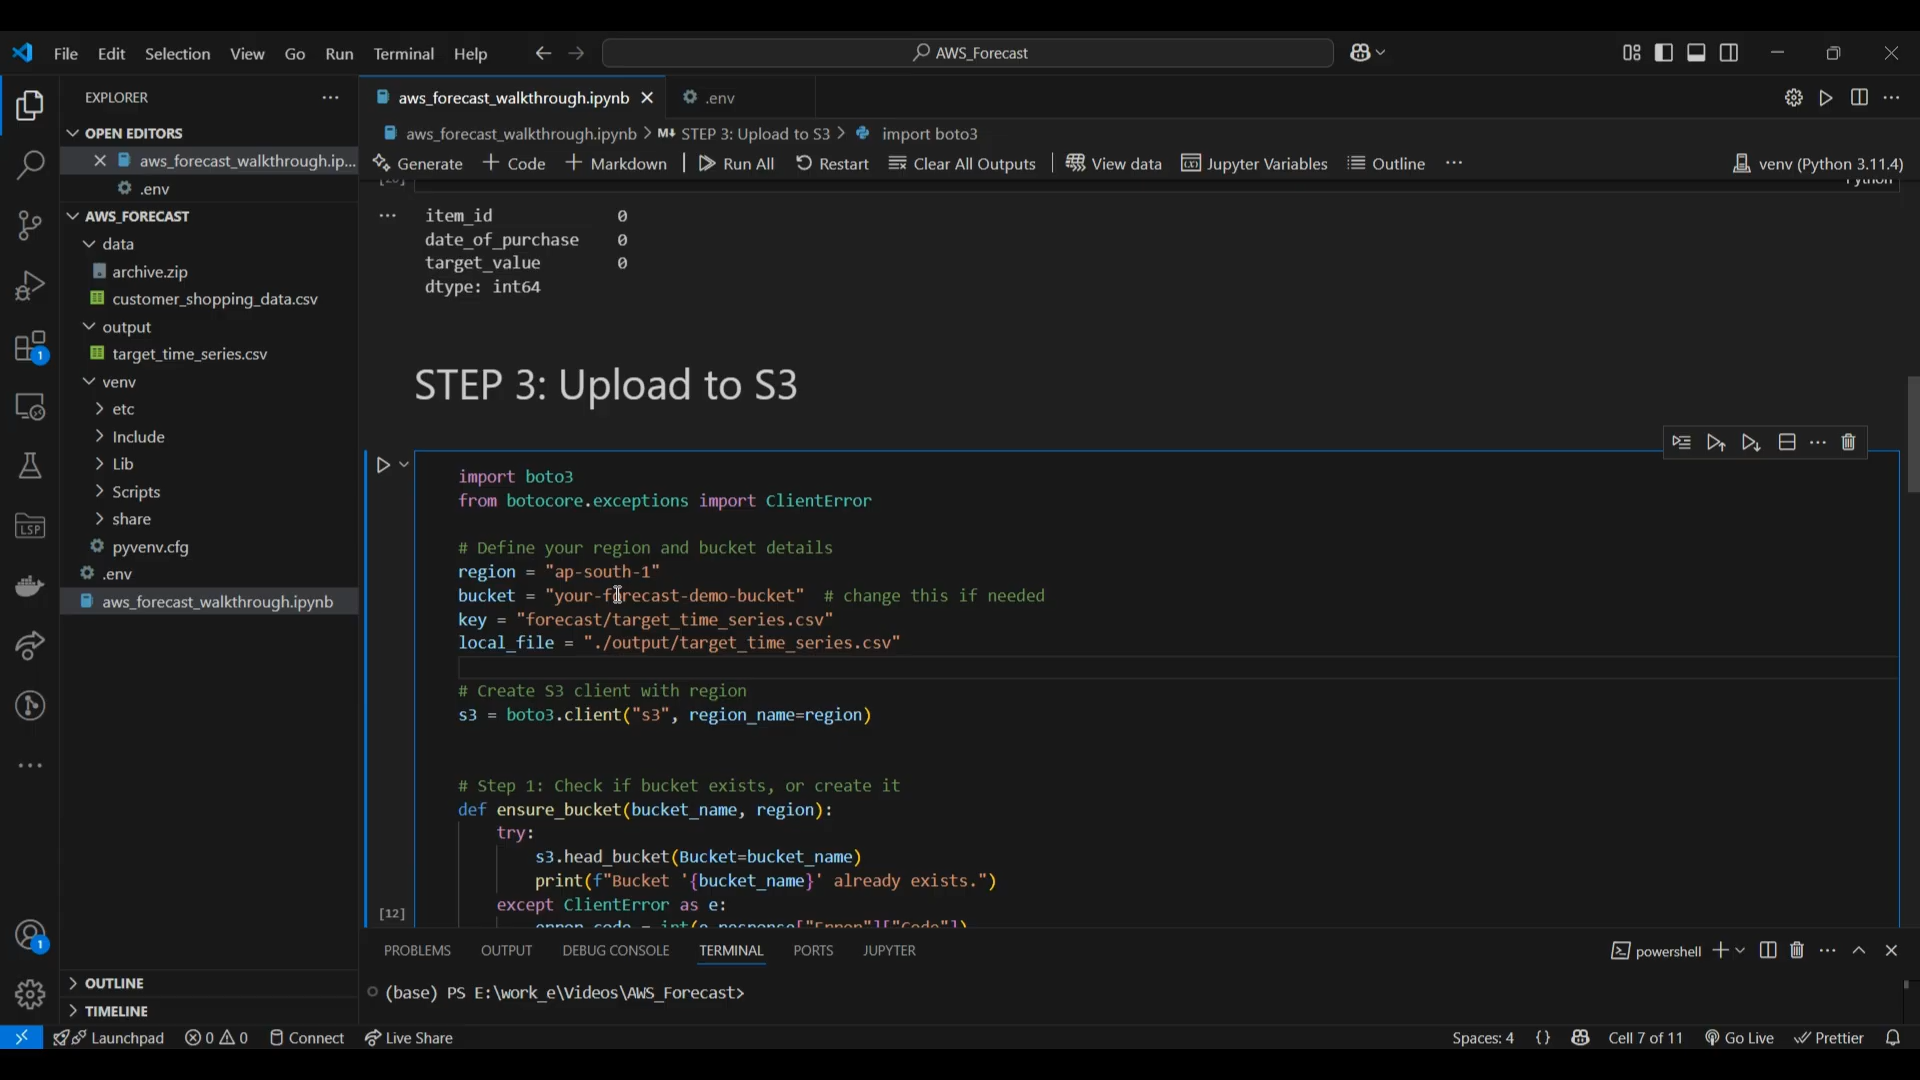 File Edit Selection View Go Run Terminal Help
AWS_Forecast
EXPLORER
OPEN EDITORS
aws_forecast_walkthrough.ip...
.env
AWS_FORECAST
data
archive.zip
customer_shopping_data.csv
output
target_time_series.csv
venv
etc
Include
Lib
Scripts
share
pyvenv.cfg
.env
aws_forecast_walkthrough.ipynb
OUTLINE
TIMELINE
aws_forecast_walkthrough.ipynb
.env
aws_forecast_walkthrough.ipynb > M↓ STEP 3: Upload to S3 > import boto3
Generate + Code + Markdown | Run All Restart Clear All Outputs | View data Jupyter Variables Outline ...
venv (Python 3.11.4)
Python
item_id 0
date_of_purchase 0
target_value 0
dtype: int64
STEP 3: Upload to S3
import boto3
from botocore.exceptions import ClientError
# Define your region and bucket details
region = "ap-south-1"
bucket = "your-forecast-demo-bucket" # change this if needed
key = "forecast/target_time_series.csv"
local_file = "./output/target_time_series.csv"
# Create S3 client with region
s3 = boto3.client("s3", region_name=region)
# Step 1: Check if bucket exists, or create it
def ensure_bucket(bucket_name, region):
try:
s3.head_bucket(Bucket=bucket_name)
print(f"Bucket '{bucket_name}' already exists.")
except ClientError as e:
error_code = int(e.response["Error"]["Code"])
[12]
PROBLEMS OUTPUT DEBUG CONSOLE TERMINAL PORTS JUPYTER
powershell
(base) PS E:\work_e\Videos\AWS_Forecast>
LSP
1
1
Launchpad 0 0 Connect Live Share
Spaces: 4 {} Cell 7 of 11 Go Live Prettier